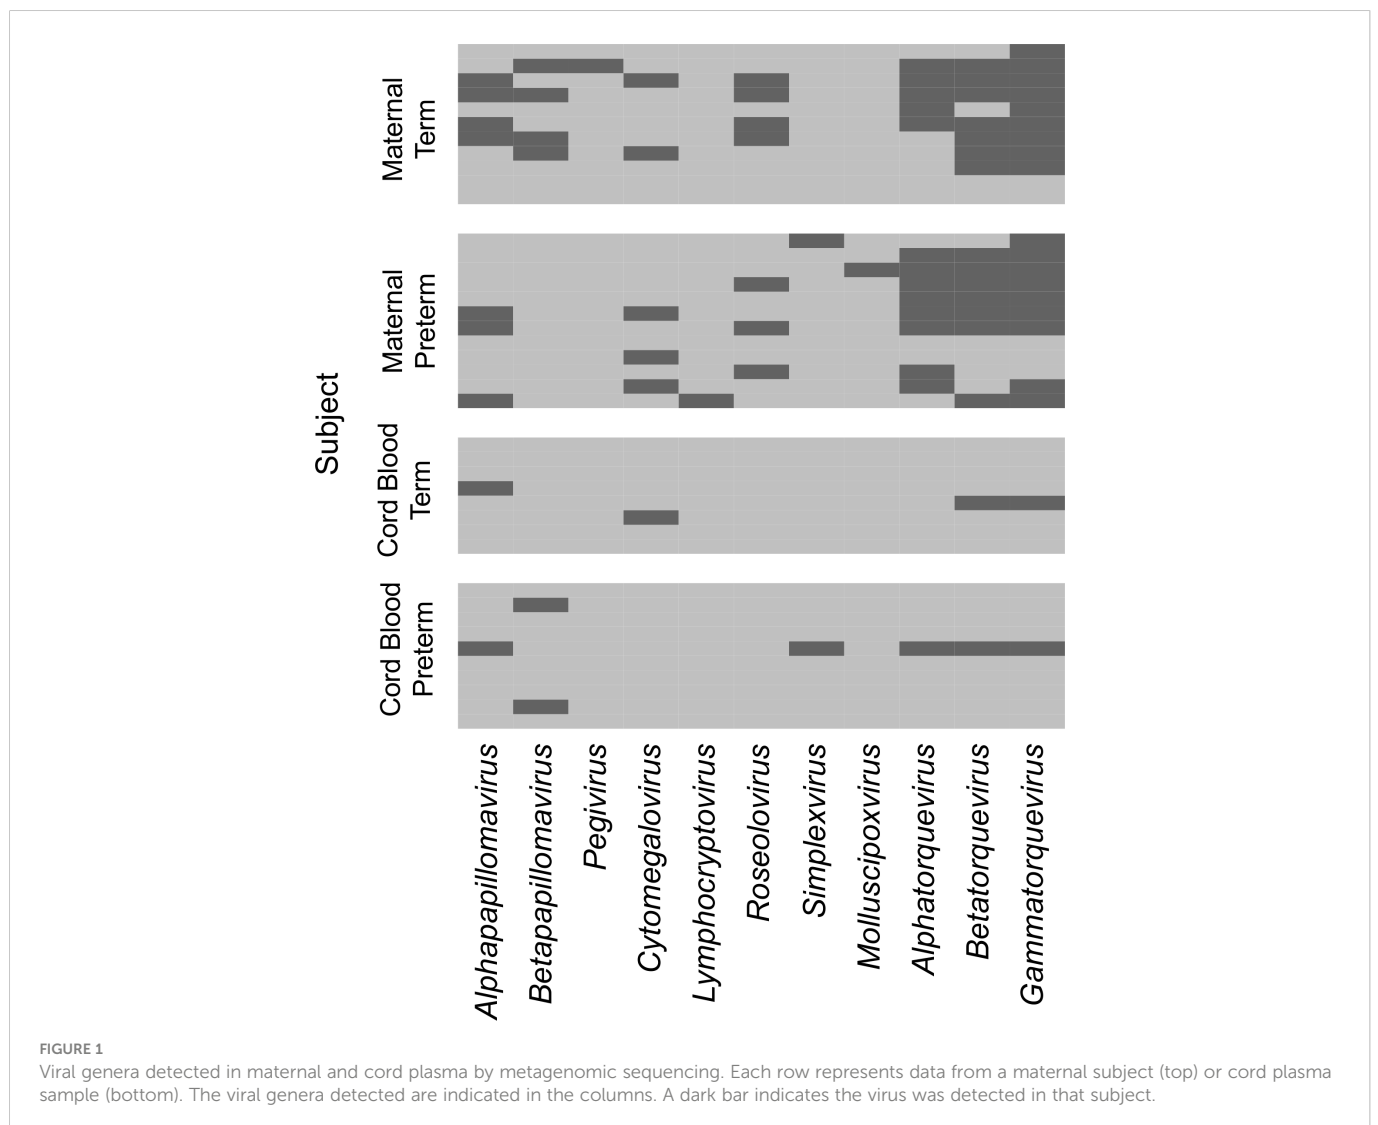 Subject
Maternal
Term
Maternal
Preterm
Cord Blood
Term
Cord Blood
Preterm
Alphapapillomavirus
Betapapillomavirus
Pegivirus
Cytomegalovirus
Lymphocryptovirus
Roseolovirus
Simplexvirus
Molluscipoxvirus
Alphatorquevirus
Betatorquevirus
Gammatorquevirus
FIGURE 1
Viral genera detected in maternal and cord plasma by metagenomic sequencing. Each row represents data from a maternal subject (top) or cord plasma
sample (bottom). The viral genera detected are indicated in the columns. A dark bar indicates the virus was detected in that subject.